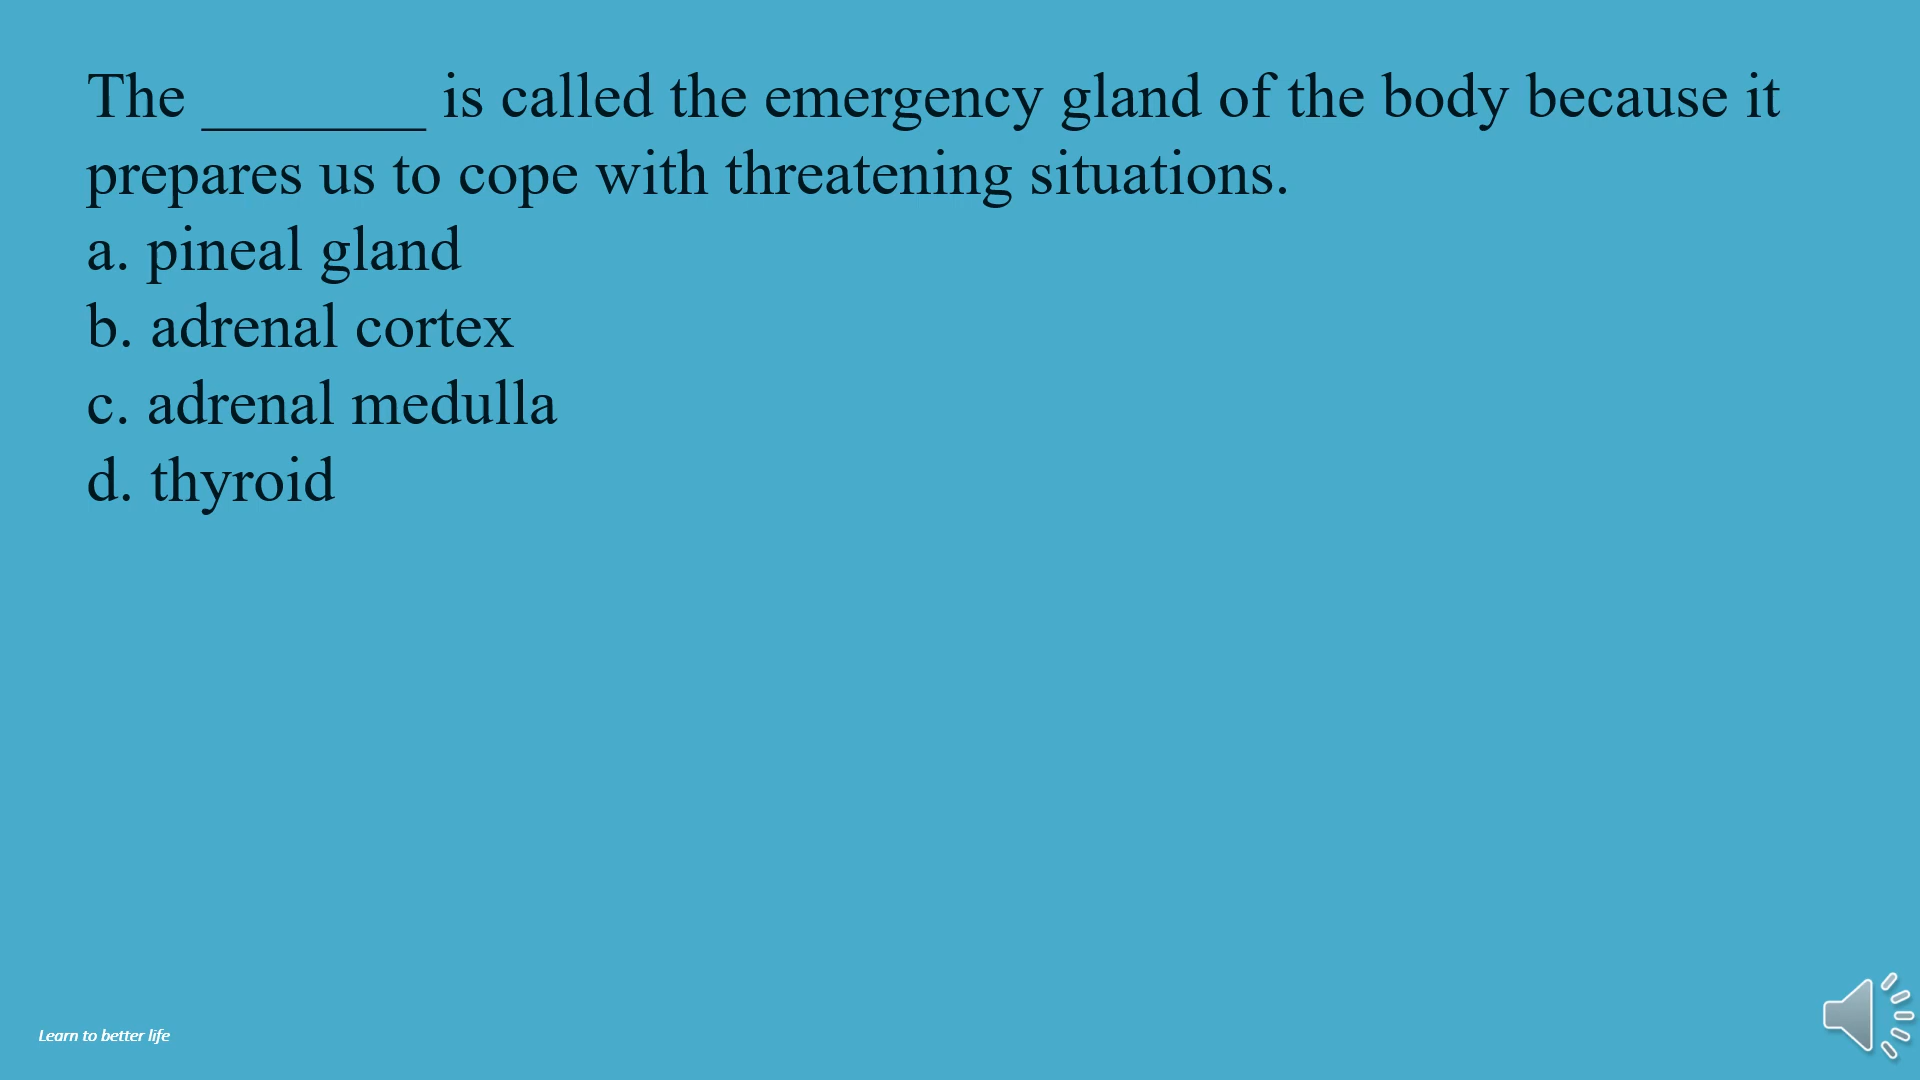 The _______ is called the emergency gland of the body because it
prepares us to cope with threatening situations.
a. pineal gland
b. adrenal cortex
c. adrenal medulla
d. thyroid
Learn to better life